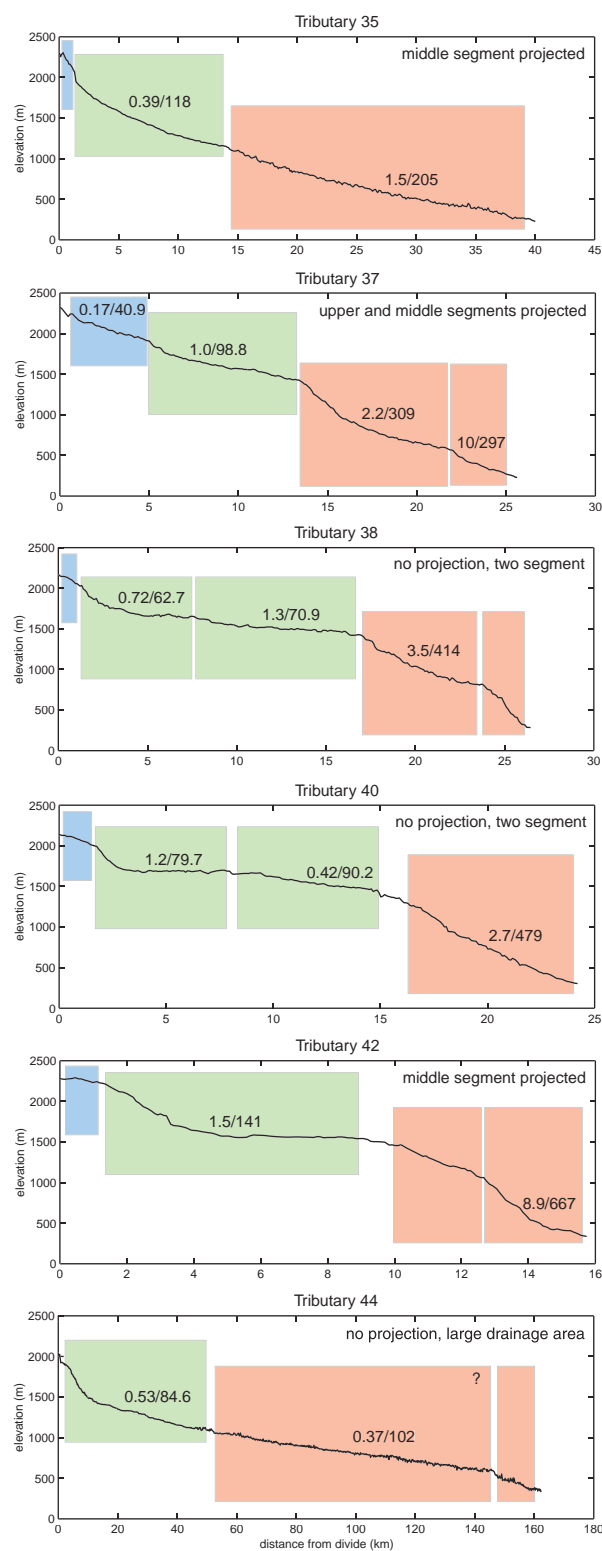 Tributary 35
2500
2000
1500
1000
500
0
elevation (m)
middle segment projected
0.39/118
1.5/205
0 5 10 15 20 25 30 35 40 45
Tributary 37
2500
2000
1500
1000
500
0
elevation (m)
upper and middle segments projected
0.17/40.9
1.0/98.8
2.2/309
10/297
0 5 10 15 20 25 30
Tributary 38
2500
2000
1500
1000
500
0
elevation (m)
no projection, two segment
0.72/62.7
1.3/70.9
3.5/414
0 5 10 15 20 25 30
Tributary 40
2500
2000
1500
1000
500
0
elevation (m)
no projection, two segment
1.2/79.7
0.42/90.2
2.7/479
0 5 10 15 20 25
Tributary 42
2500
2000
1500
1000
500
0
elevation (m)
middle segment projected
1.5/141
8.9/667
0 2 4 6 8 10 12 14 16
Tributary 44
2500
2000
1500
1000
500
0
elevation (m)
no projection, large drainage area
?
0.53/84.6
0.37/102
0 20 40 60 80 100 120 140 160 180
distance from divide (km)